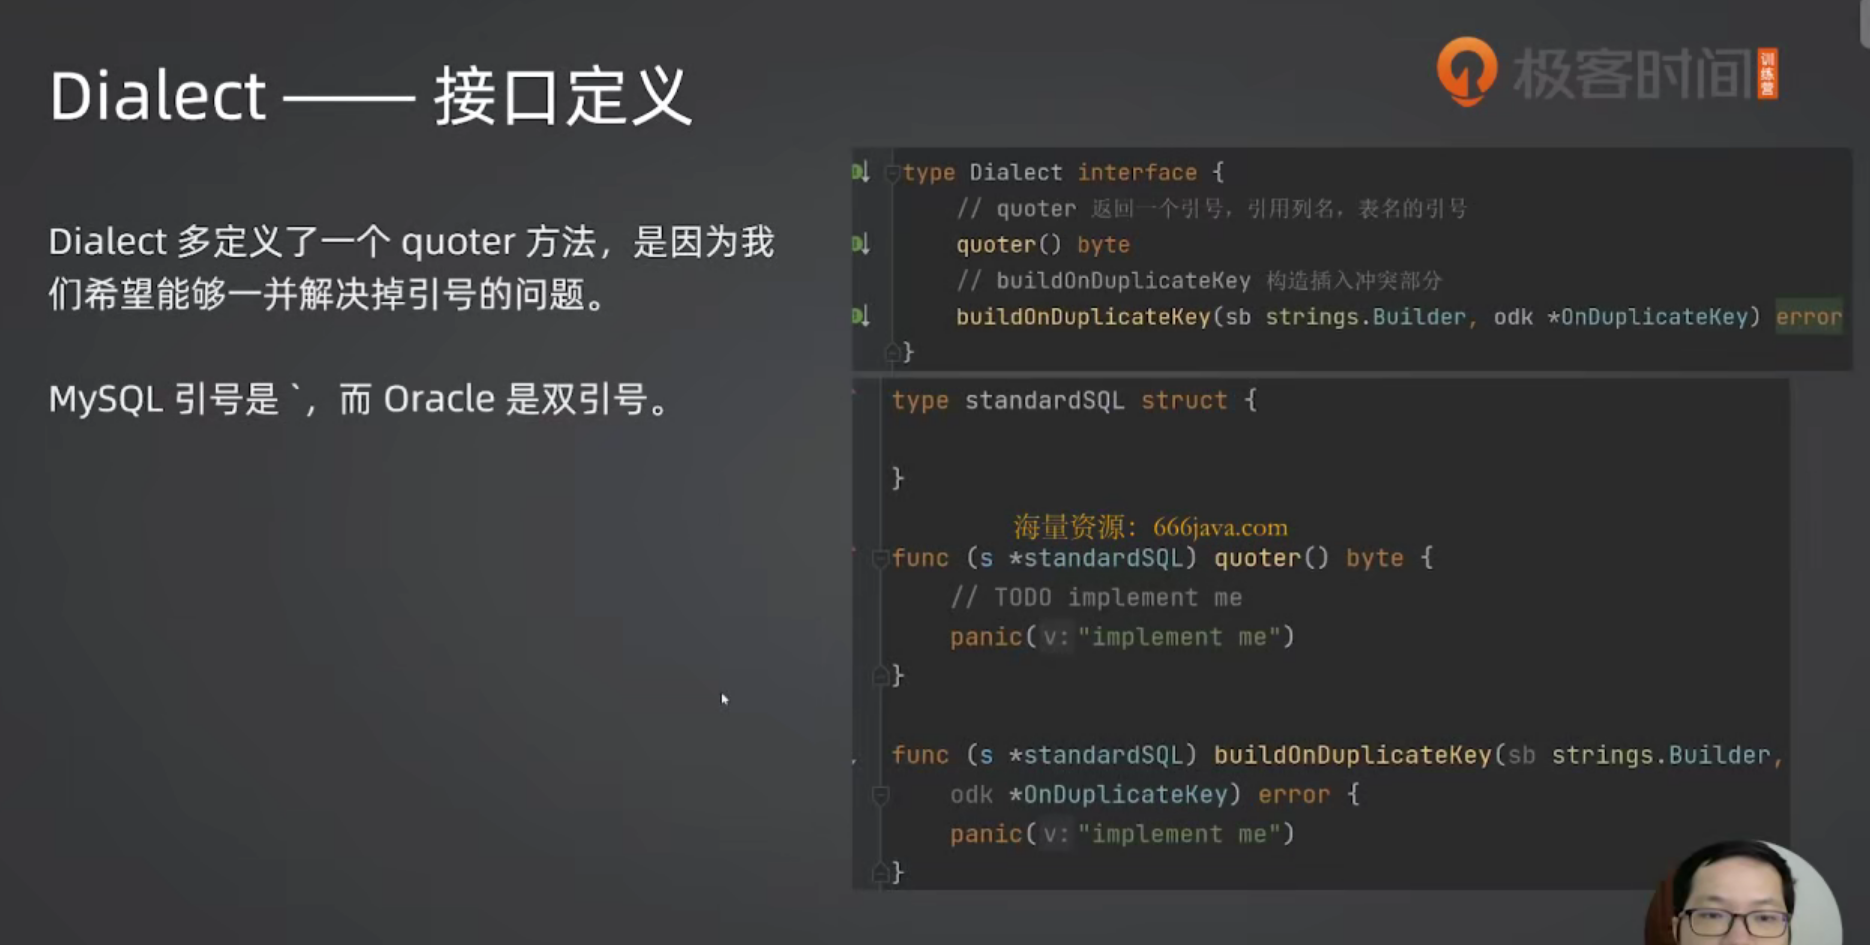 Dialect —— 接口定义
极客时间
训练营
Dialect 多定义了一个 quoter 方法，是因为我
们希望能够一并解决掉引号的问题。
MySQL 引号是 `，而 Oracle 是双引号。
type Dialect interface {
// quoter 返回一个引号，引用列名，表名的引号
quoter() byte
// buildOnDuplicateKey 构造插入冲突部分
buildOnDuplicateKey(sb strings.Builder, odk *OnDuplicateKey) error
}
type standardSQL struct {
}
海量资源：666java.com
func (s *standardSQL) quoter() byte {
// TODO implement me
panic( v: "implement me")
}
func (s *standardSQL) buildOnDuplicateKey(sb strings.Builder,
odk *OnDuplicateKey) error {
panic( v: "implement me")
}